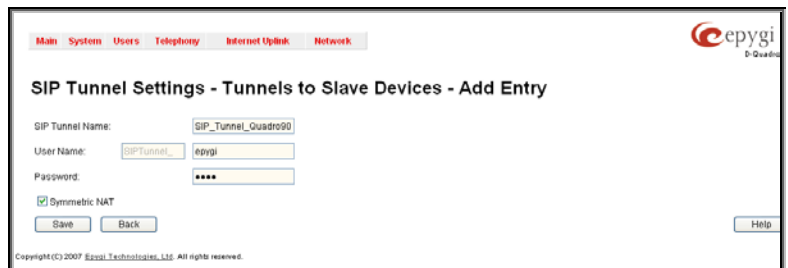 Main System Users Telephony Internet Uplink Network
epygi
D-Quadro
SIP Tunnel Settings - Tunnels to Slave Devices - Add Entry
SIP Tunnel Name: SIP_Tunnel_Quadro90
User Name: SIPTunnel_ epygi
Password: ••••
Symmetric NAT
Save Back Help
Copyright (C) 2007 Epygi Technologies, Ltd. All rights reserved.